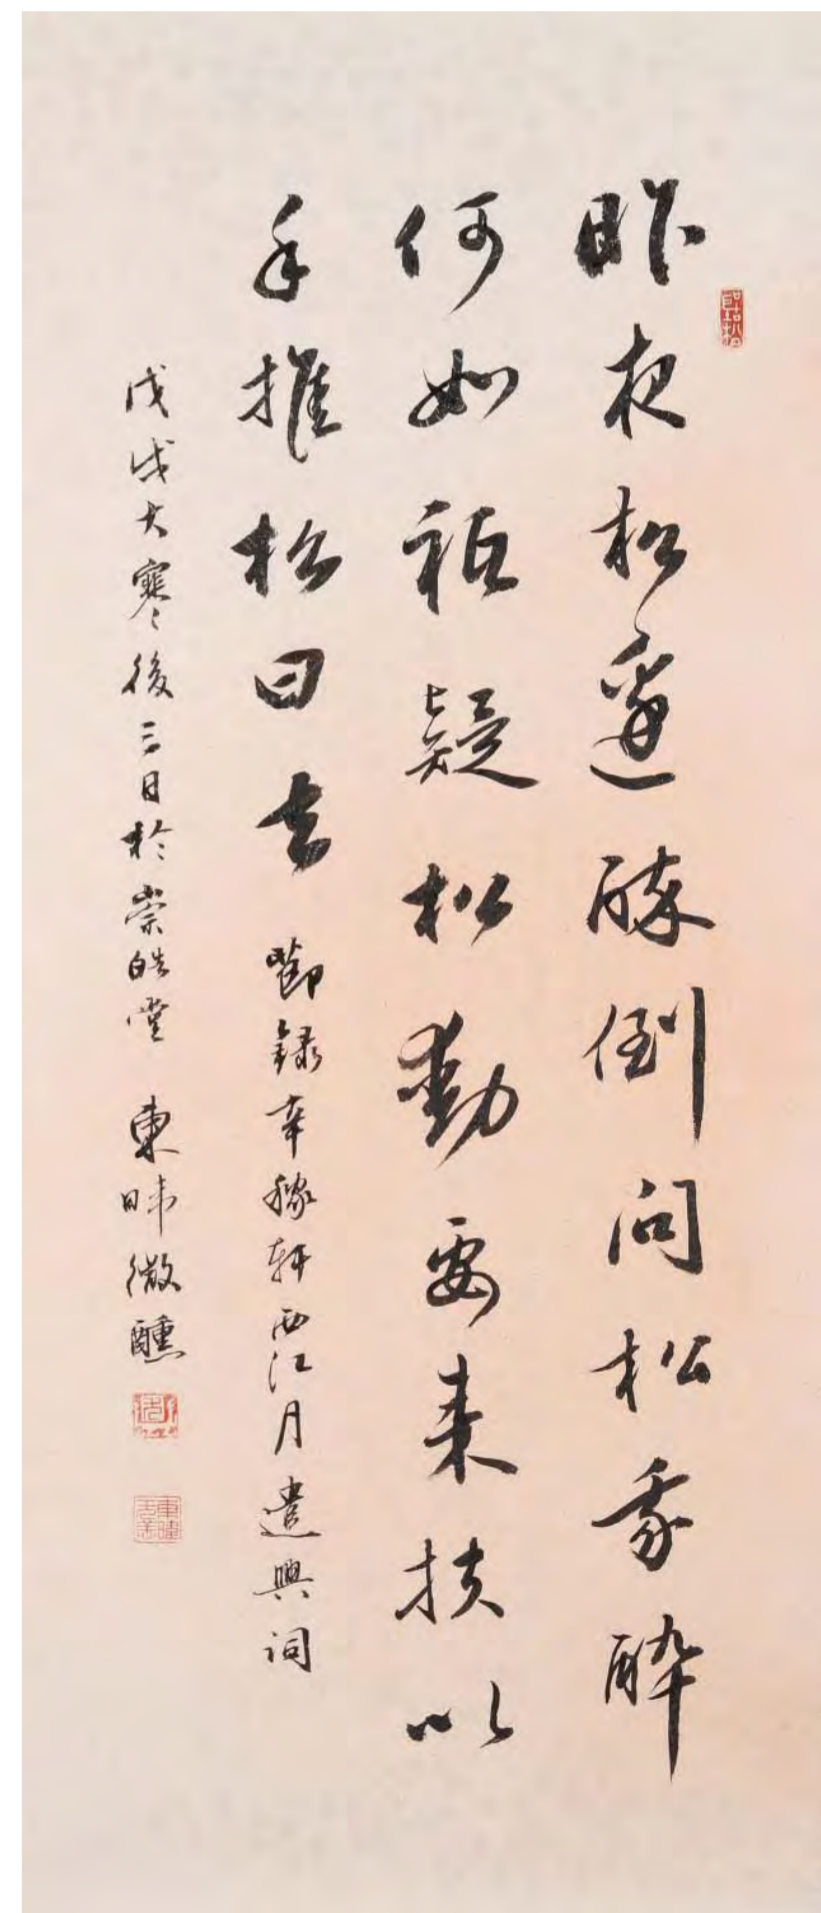 昨夜松邊醉倒問松我醉
何如祗疑松動要來扶以
手推松曰去 節錄辛稼軒西江月遣興詞
戊戌大寒後三日於崇皓堂 東暐微醺